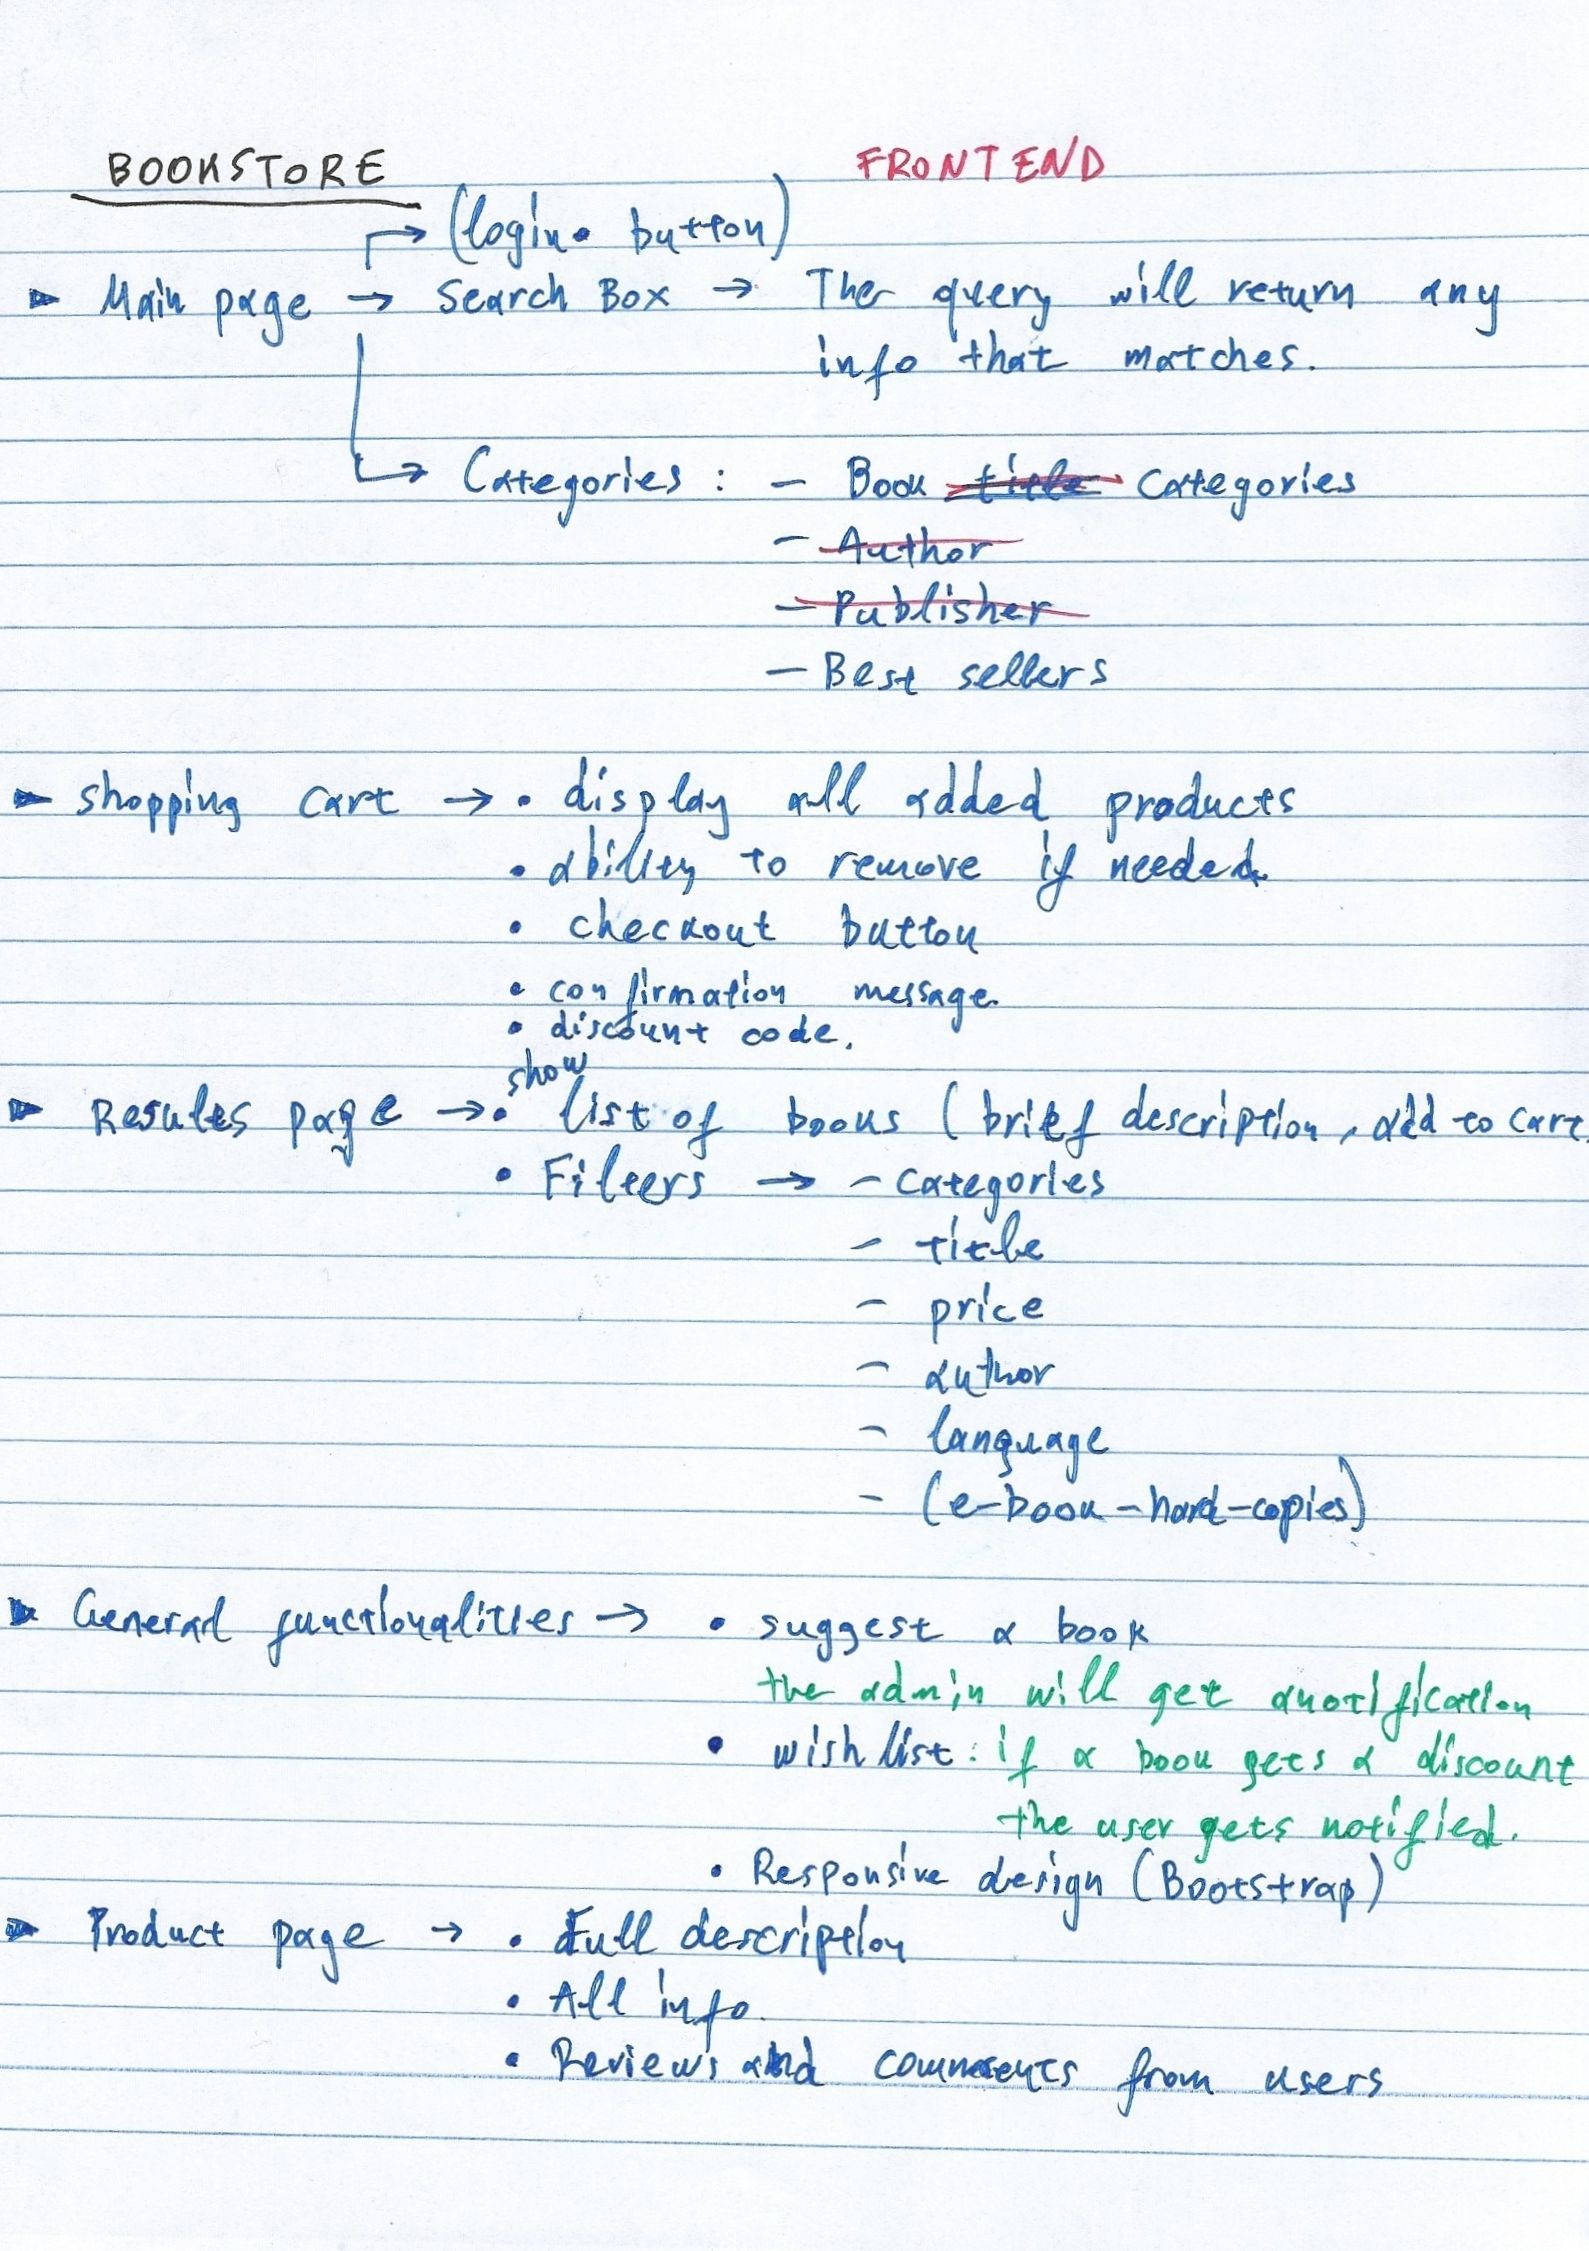 BOOKSTORE FRONTEND
→ (login. button)
► Main page → Search Box → The query will return any
info that matches.
→ Categories : – Book ~~title~~ categories
– ~~Author~~
– ~~Publisher~~
– Best sellers
► Shopping cart → • display all added products
• ability to remove if needed.
• checkout button
• confirmation message.
• discount code.
show
► Results page → • list of books (brief description, add to cart.
• Filters → – categories
– title
– price
– author
– language
– (e-book-hard-copies)
► General functionalities → • suggest a book
the admin will get a notification
• wish list: if a book gets a discount
the user gets notified.
• Responsive design (Bootstrap)
► Product page → • Full description
• All info.
• Reviews and comments from users